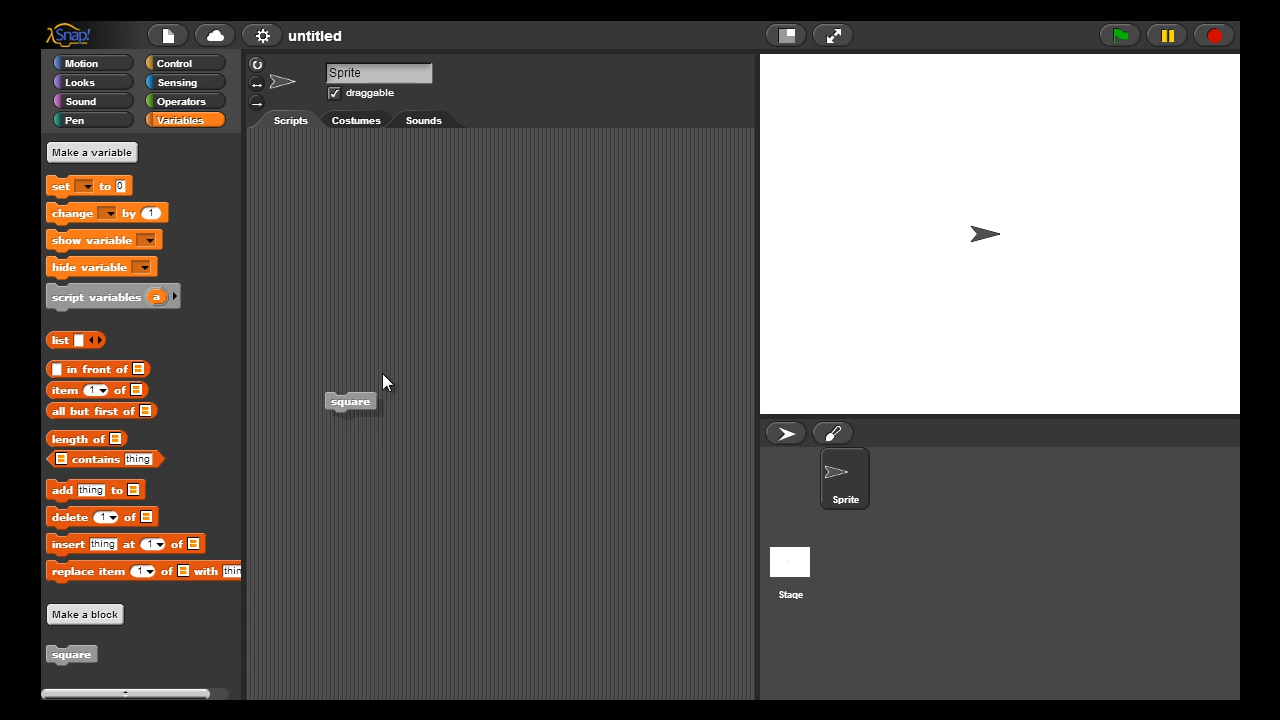 λSnap!
untitled
Motion
Control
Looks
Sensing
Sound
Operators
Pen
Variables
Sprite
draggable
Scripts
Costumes
Sounds
Make a variable
set to 0
change by 1
show variable
hide variable
script variables a
list
in front of
item 1 of
all but first of
length of
contains thing
add thing to
delete 1 of
insert thing at 1 of
replace item 1 of with
Make a block
square
square
Sprite
Stage